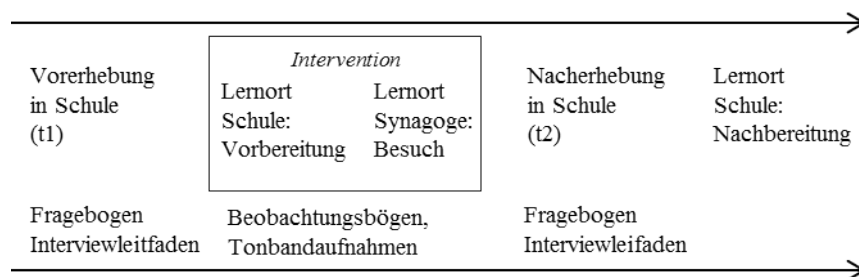 Vorerhebung
in Schule
(t1)
Intervention
Lernort
Schule:
Vorbereitung
Lernort
Synagoge:
Besuch
Nacherhebung
in Schule
(t2)
Lernort
Schule:
Nachbereitung
Fragebogen
Interviewleitfaden
Beobachtungsbögen,
Tonbandaufnahmen
Fragebogen
Interviewleifaden